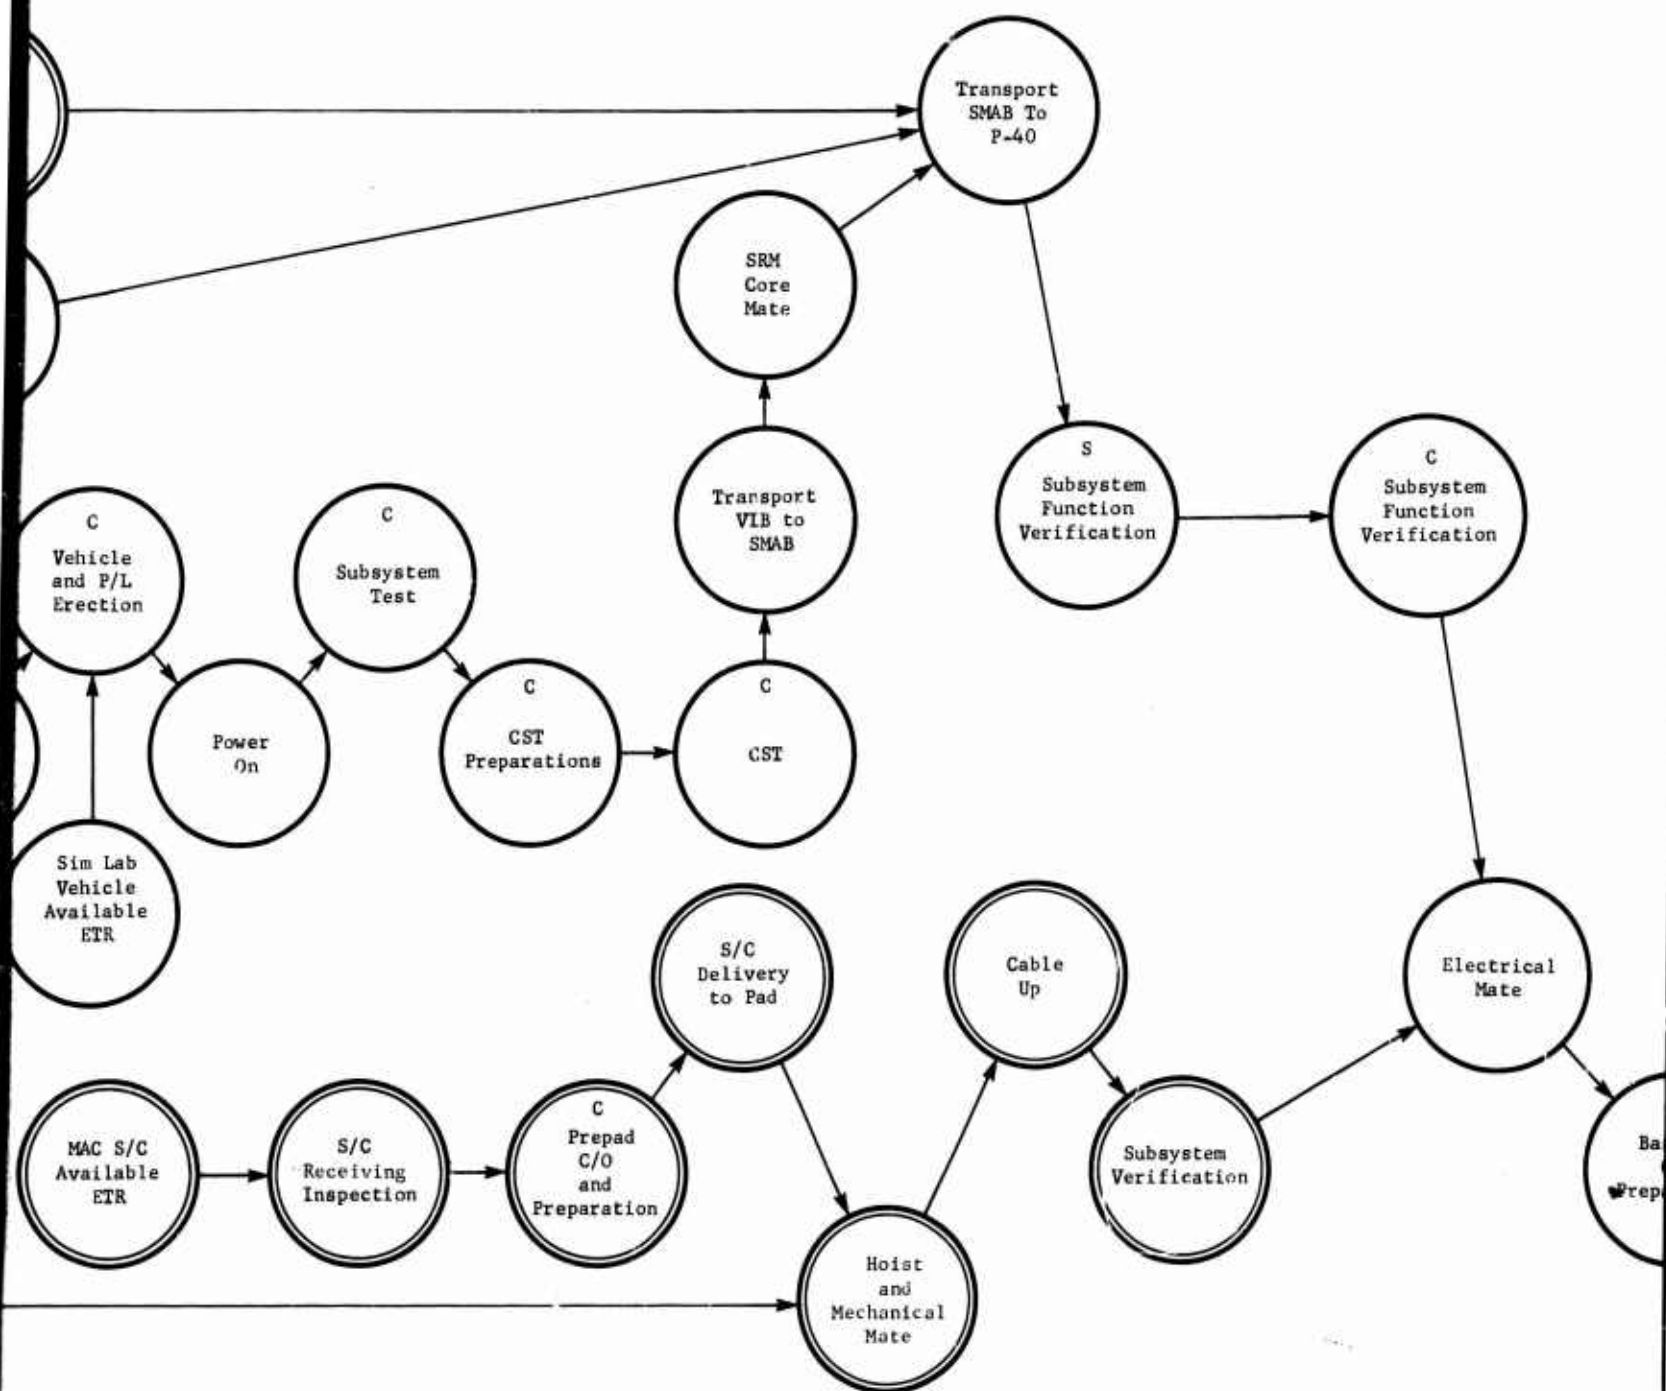 Transport
SMAB To
P-40
SRM
Core
Mate
Transport
VIB to
SMAB
S
Subsystem
Function
Verification
C
Subsystem
Function
Verification
C
Vehicle
and P/L
Erection
C
Subsystem
Test
Power
On
C
CST
Preparations
C
CST
Sim Lab
Vehicle
Available
ETR
S/C
Delivery
to Pad
Cable
Up
Electrical
Mate
MAC S/C
Available
ETR
S/C
Receiving
Inspection
C
Prepad
C/O
and
Preparation
Subsystem
Verification
Hoist
and
Mechanical
Mate